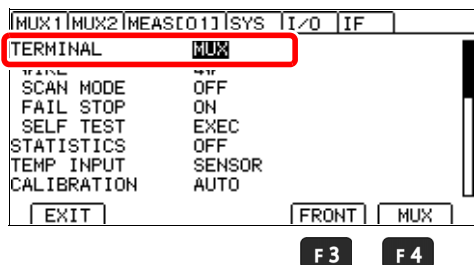 MUX1 MUX2 MEAS[01] SYS I/O IF
TERMINAL MUX
SCAN MODE OFF
FAIL STOP ON
SELF TEST EXEC
STATISTICS OFF
TEMP INPUT SENSOR
CALIBRATION AUTO
EXIT FRONT MUX
F3 F4